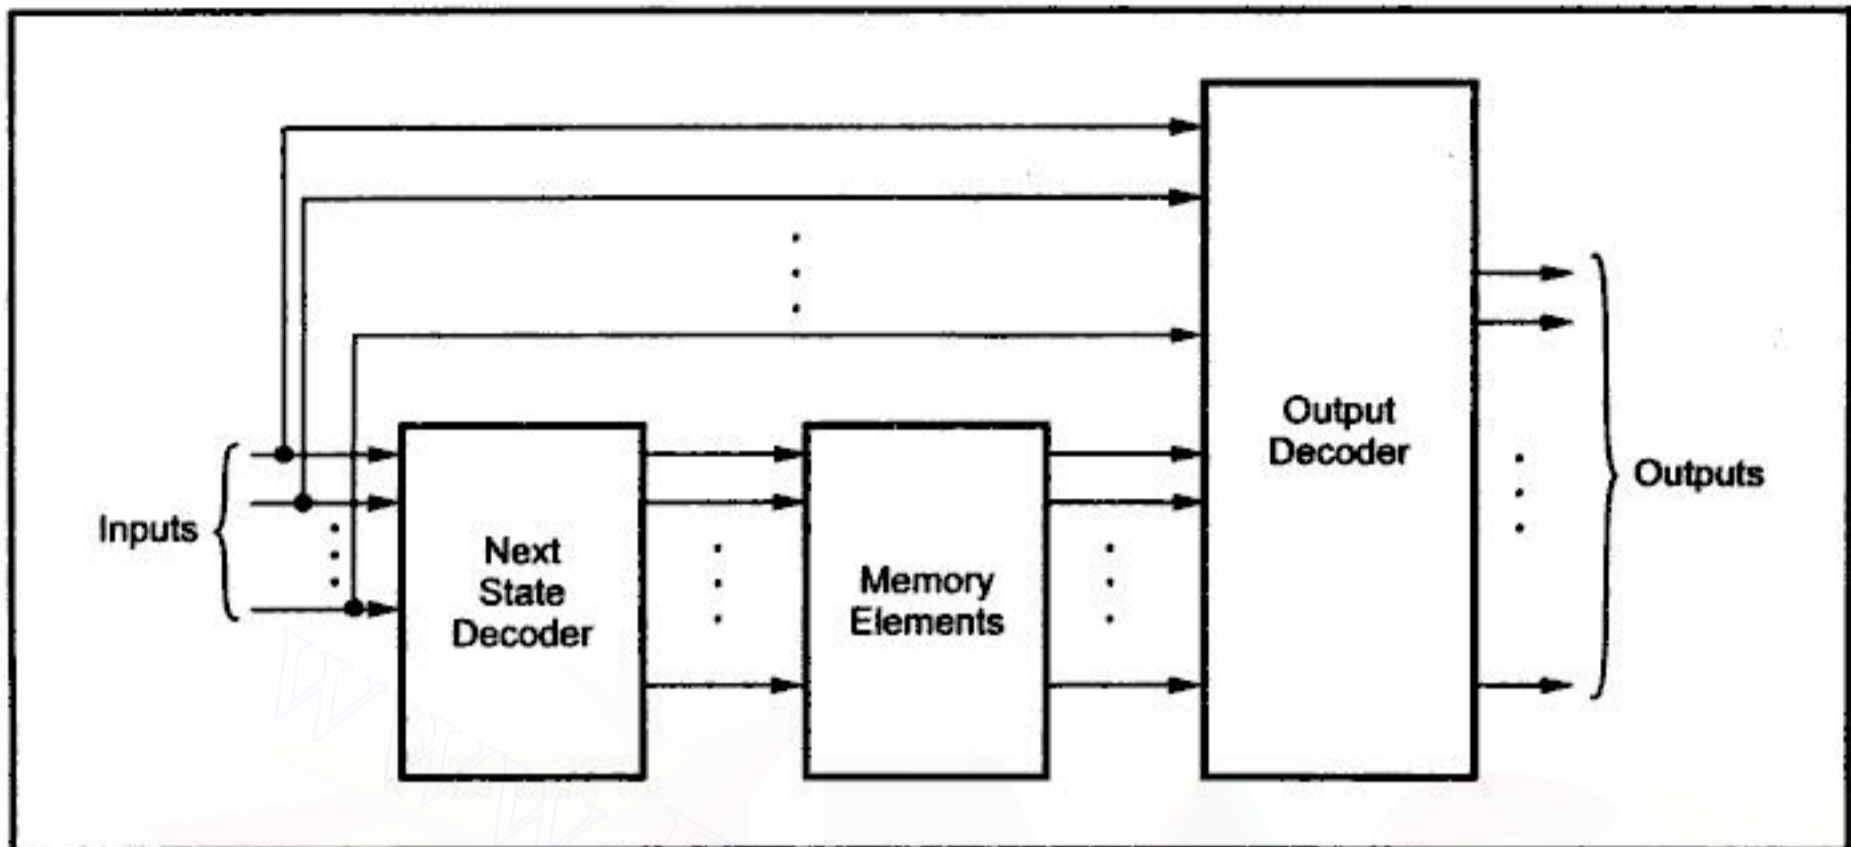 Inputs
Next
State
Decoder
Memory
Elements
Output
Decoder
Outputs